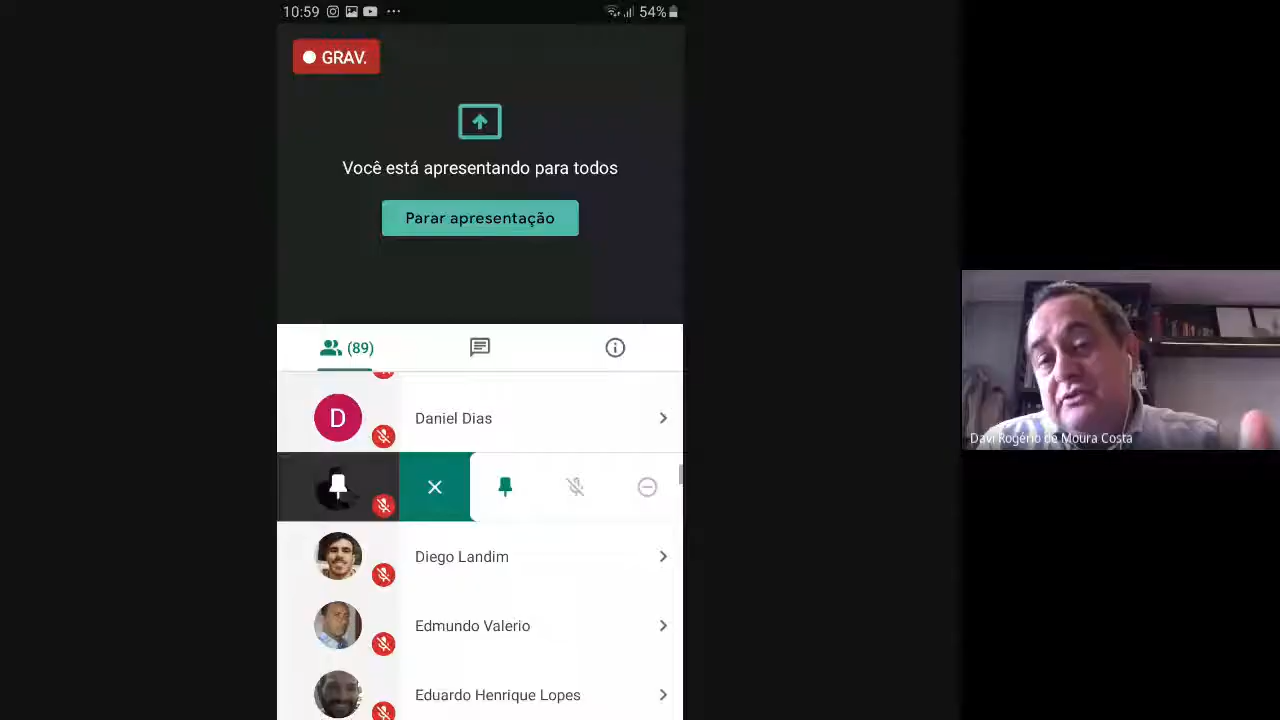 10:59
54%
GRAV.
Você está apresentando para todos
Parar apresentação
(89)
D
Daniel Dias
Diego Landim
Edmundo Valerio
Eduardo Henrique Lopes
Davi Rogério de Moura Costa